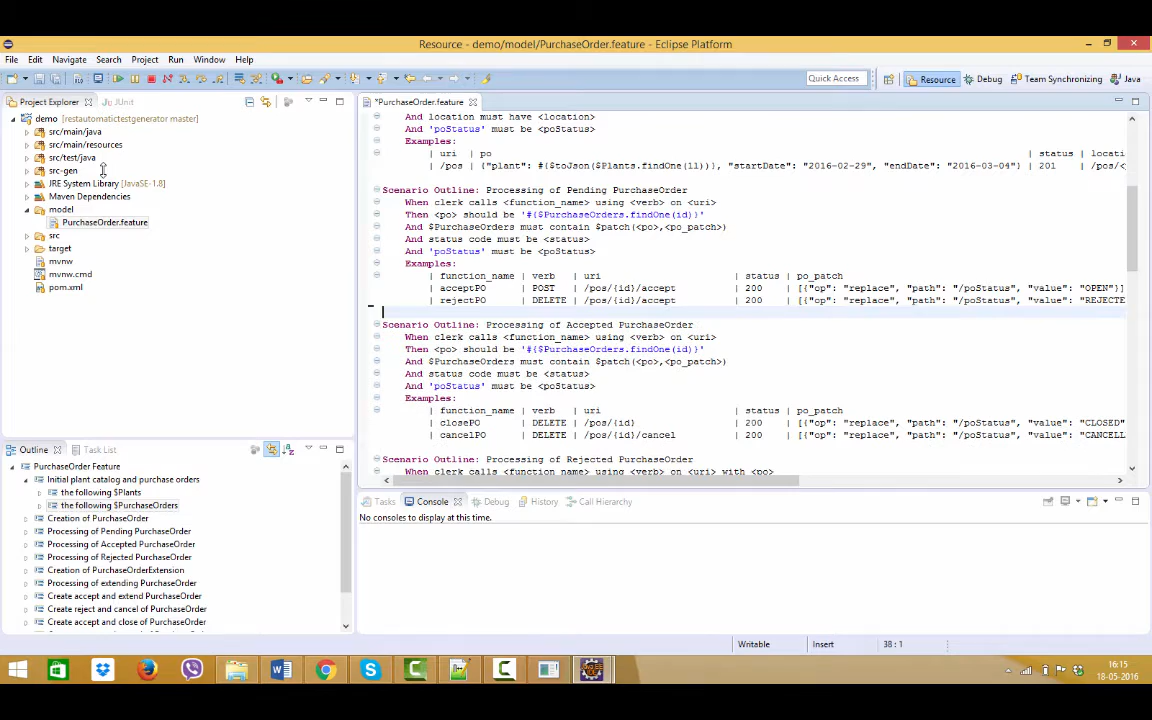 Resource - demo/model/PurchaseOrder.feature - Eclipse Platform
File Edit Navigate Search Project Run Window Help
Quick Access
Resource
Debug
Team Synchronizing
Java
Project Explorer
JUnit
demo [restautomatictestgenerator master]
src/main/java
src/main/resources
src/test/java
src-gen
JRE System Library [JavaSE-1.8]
Maven Dependencies
model
PurchaseOrder.feature
src
target
mvnw
mvnw.cmd
pom.xml
Outline
Task List
PurchaseOrder Feature
Initial plant catalog and purchase orders
the following $Plants
the following $PurchaseOrders
Creation of PurchaseOrder
Processing of Pending PurchaseOrder
Processing of Accepted PurchaseOrder
Processing of Rejected PurchaseOrder
Creation of PurchaseOrderExtension
Processing of extending PurchaseOrder
Create accept and extend PurchaseOrder
Create reject and cancel of PurchaseOrder
Create accept and close of PurchaseOrder
*PurchaseOrder.feature
And location must have <location>
And 'poStatus' must be <poStatus>
Examples:
| uri | po | status | locati
| /pos | {"plant": #{$toJson($Plants.findOne(1l))}, "startDate": "2016-02-29", "endDate": "2016-03-04"} | 201 | /pos/<
Scenario Outline: Processing of Pending PurchaseOrder
When clerk calls <function_name> using <verb> on <uri>
Then <po> should be '#{$PurchaseOrders.findOne(id)}'
And $PurchaseOrders must contain $patch(<po>,<po_patch>)
And status code must be <status>
And 'poStatus' must be <poStatus>
Examples:
| function_name | verb | uri | status | po_patch
| acceptPO | POST | /pos/{id}/accept | 200 | [{"op": "replace", "path": "/poStatus", "value": "OPEN"}]
| rejectPO | DELETE | /pos/{id}/accept | 200 | [{"op": "replace", "path": "/poStatus", "value": "REJECTE
Scenario Outline: Processing of Accepted PurchaseOrder
When clerk calls <function_name> using <verb> on <uri>
Then <po> should be '#{$PurchaseOrders.findOne(id)}'
And $PurchaseOrders must contain $patch(<po>,<po_patch>)
And status code must be <status>
And 'poStatus' must be <poStatus>
Examples:
| function_name | verb | uri | status | po_patch
| closePO | DELETE | /pos/{id} | 200 | [{"op": "replace", "path": "/poStatus", "value": "CLOSED"
| cancelPO | DELETE | /pos/{id}/cancel | 200 | [{"op": "replace", "path": "/poStatus", "value": "CANCELL
Scenario Outline: Processing of Rejected PurchaseOrder
When clerk calls <function_name> using <verb> on <uri> with <po>
Tasks
Console
Debug
History
Call Hierarchy
No consoles to display at this time.
Writable
Insert
38 : 1
16:15
18-05-2016